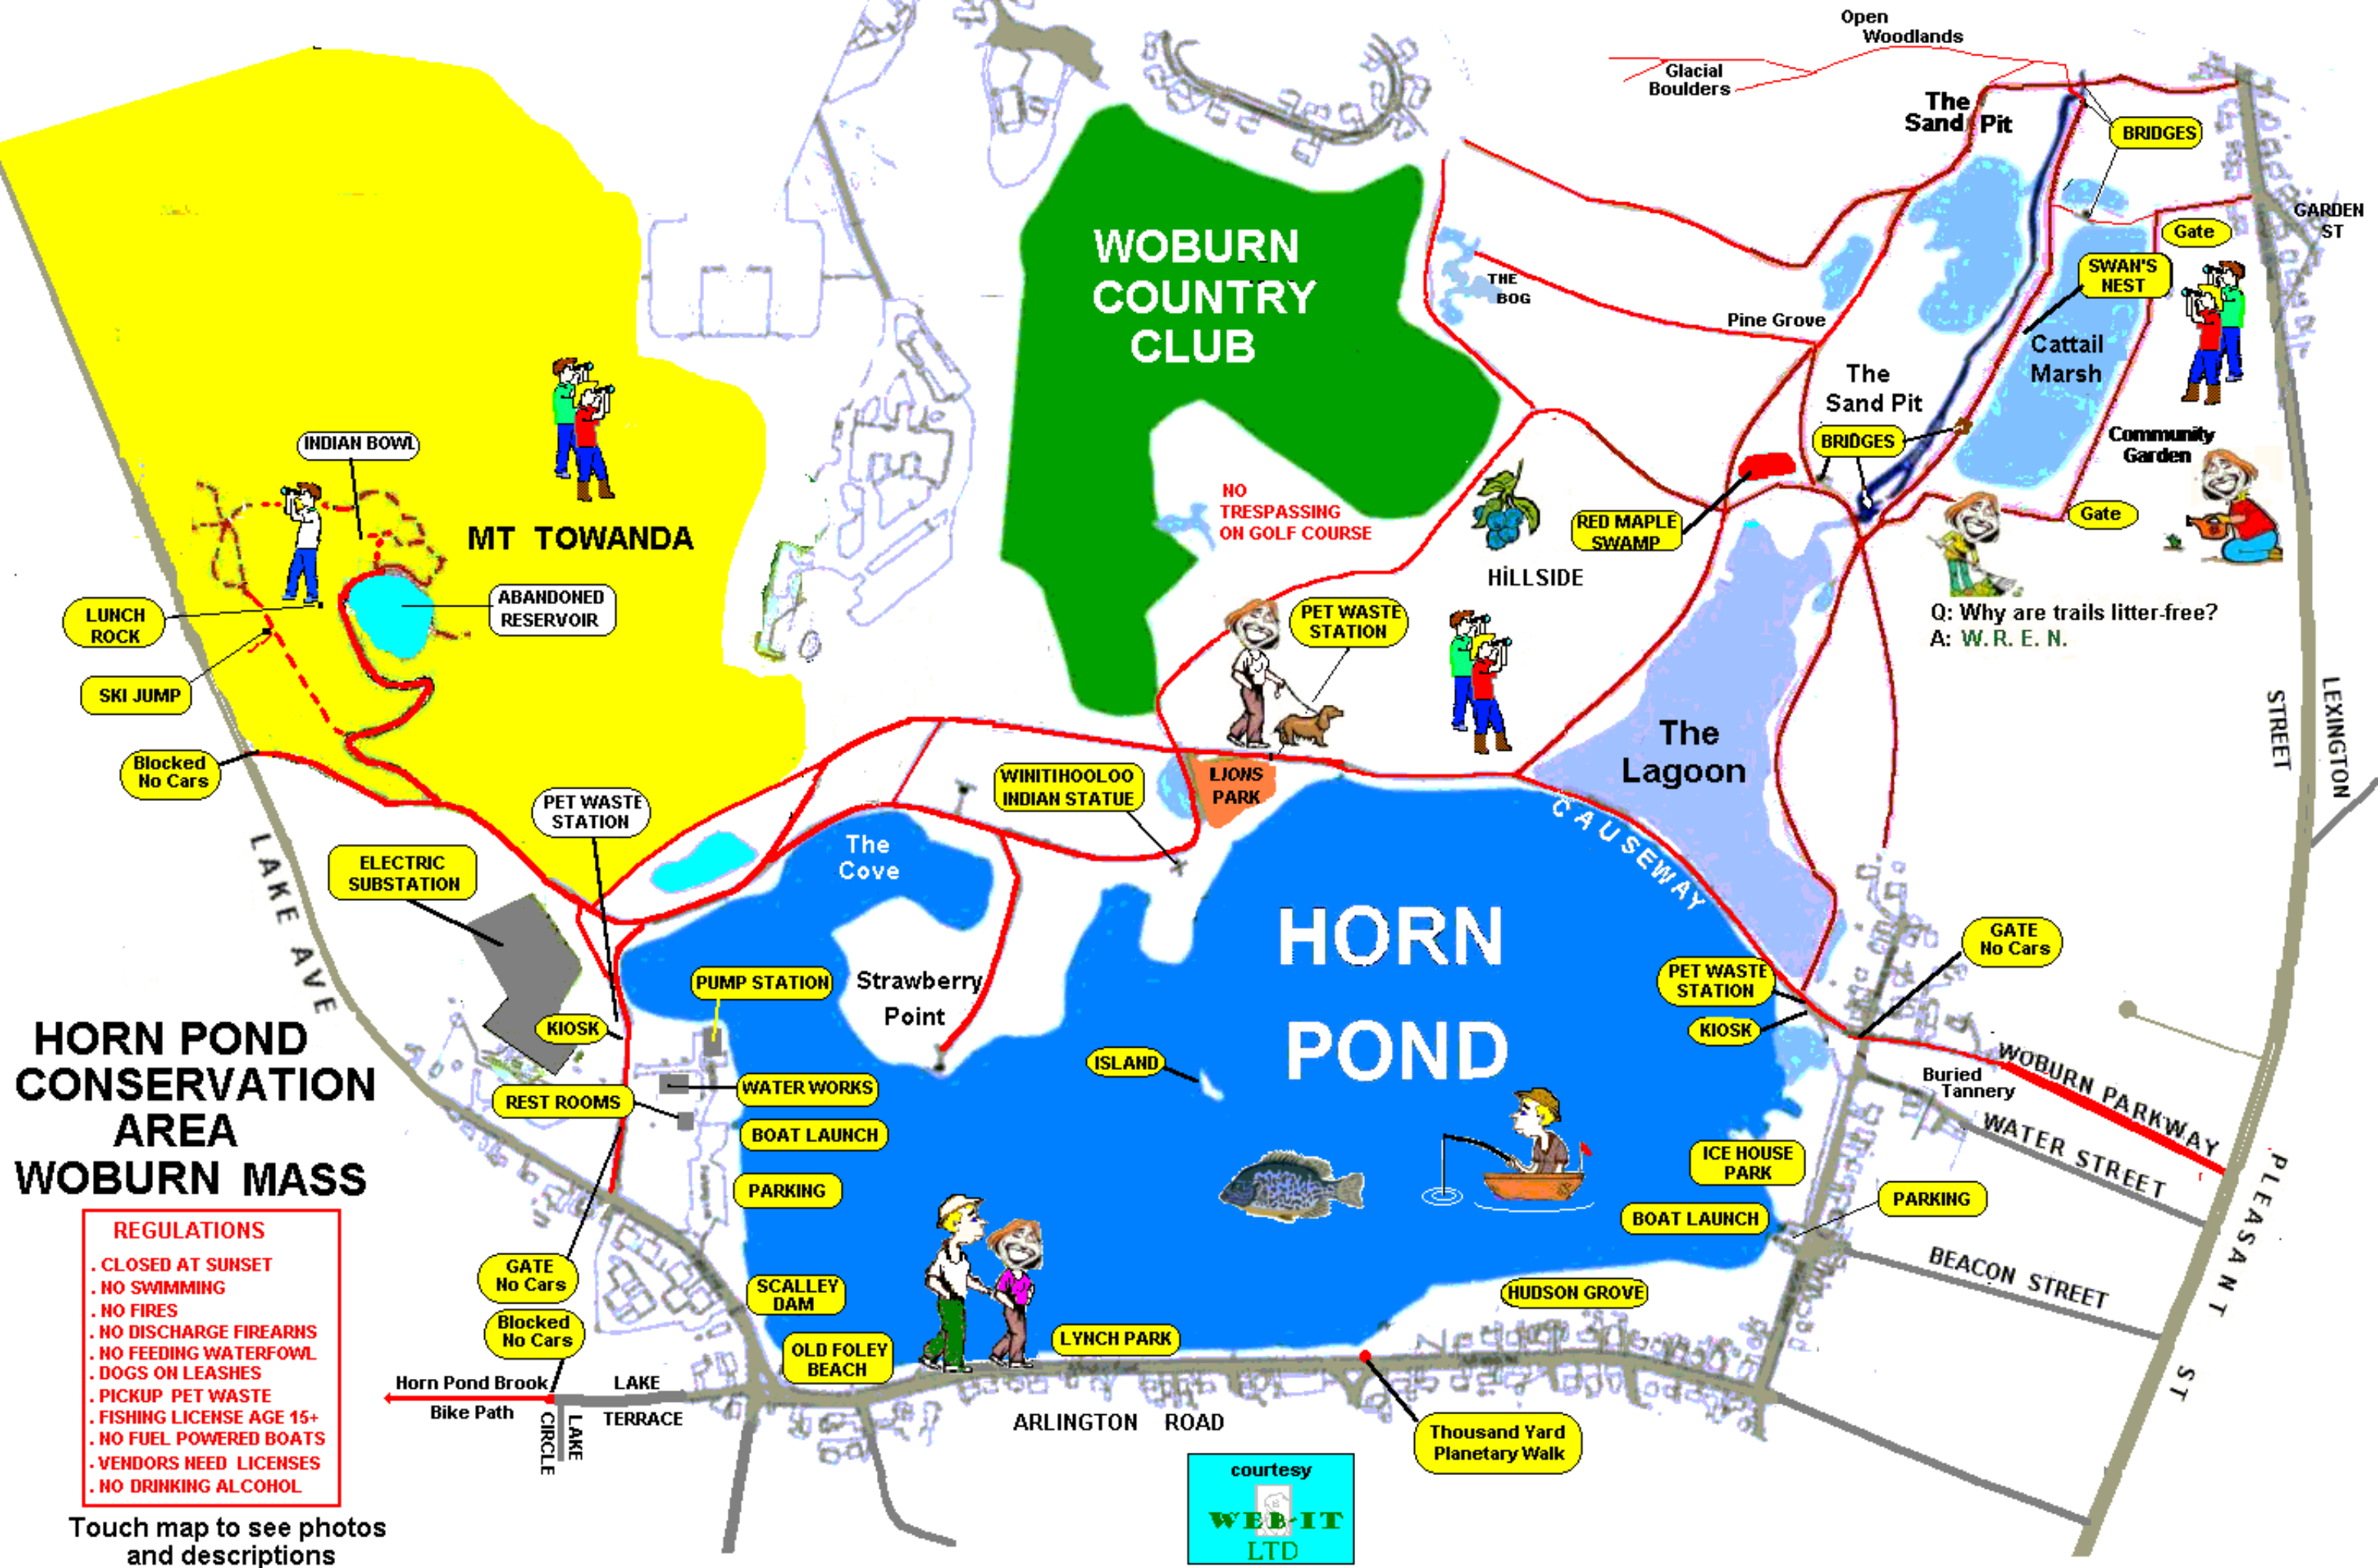 Open
Woodlands
Glacial
Boulders
The
Sand Pit
BRIDGES
GARDEN
ST
Gate
SWAN'S
NEST
WOBURN
COUNTRY
CLUB
THE
BOG
Pine Grove
Cattail
Marsh
The
Sand Pit
BRIDGES
Community
Garden
INDIAN BOWL
MT TOWANDA
NO
TRESPASSING
ON GOLF COURSE
RED MAPLE
SWAMP
Gate
HiLLSIDE
ABANDONED
RESERVOIR
LUNCH
ROCK
PET WASTE
STATION
Q: Why are trails litter-free?
A: W. R. E. N.
SKI JUMP
STREET
LEXINGTON
The
Lagoon
Blocked
No Cars
PET WASTE
STATION
WINITIHOOLOO
INDIAN STATUE
LIONS
PARK
CAUSEWAY
LAKE AVE
ELECTRIC
SUBSTATION
The
Cove
HORN
POND
GATE
No Cars
PUMP STATION
Strawberry
Point
PET WASTE
STATION
KIOSK
KIOSK
ISLAND
HORN POND
CONSERVATION
AREA
WOBURN MASS
REST ROOMS
WATER WORKS
BOAT LAUNCH
PARKING
Buried
Tannery
WOBURN PARKWAY
WATER STREET
ICE HOUSE
PARK
BOAT LAUNCH
PARKING
PLEASANT ST
BEACON STREET
REGULATIONS
. CLOSED AT SUNSET
. NO SWIMMING
. NO FIRES
. NO DISCHARGE FIREARNS
. NO FEEDING WATERFOWL
. DOGS ON LEASHES
. PICKUP PET WASTE
. FISHING LICENSE AGE 15+
. NO FUEL POWERED BOATS
. VENDORS NEED LICENSES
. NO DRINKING ALCOHOL
GATE
No Cars
Blocked
No Cars
SCALLEY
DAM
HUDSON GROVE
OLD FOLEY
BEACH
LYNCH PARK
Horn Pond Brook
Bike Path
LAKE
TERRACE
LAKE
CIRCLE
ARLINGTON ROAD
Thousand Yard
Planetary Walk
courtesy
WEB-IT
LTD
Touch map to see photos
and descriptions